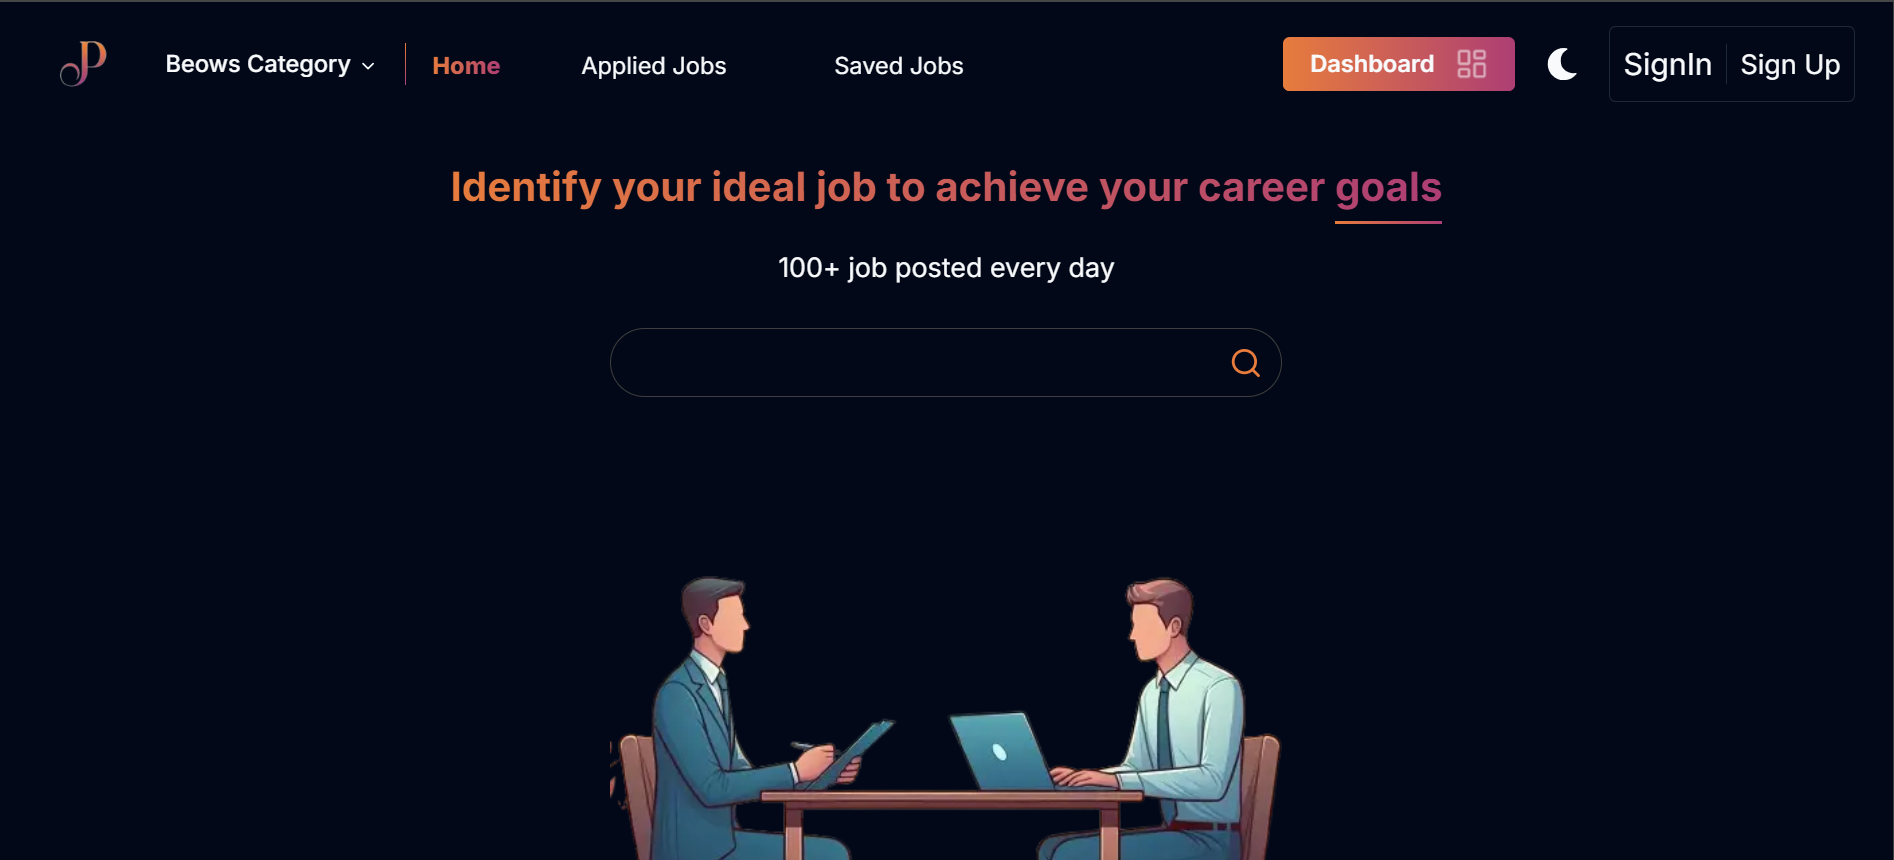 Beows Category Home Applied Jobs Saved Jobs Dashboard SignIn Sign Up
Identify your ideal job to achieve your career goals
100+ job posted every day